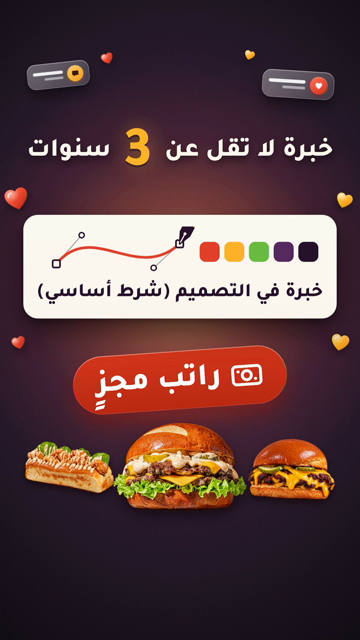 خبرة لا تقل عن 3 سنوات
خبرة في التصميم (شرط أساسي)
راتب مجزٍ